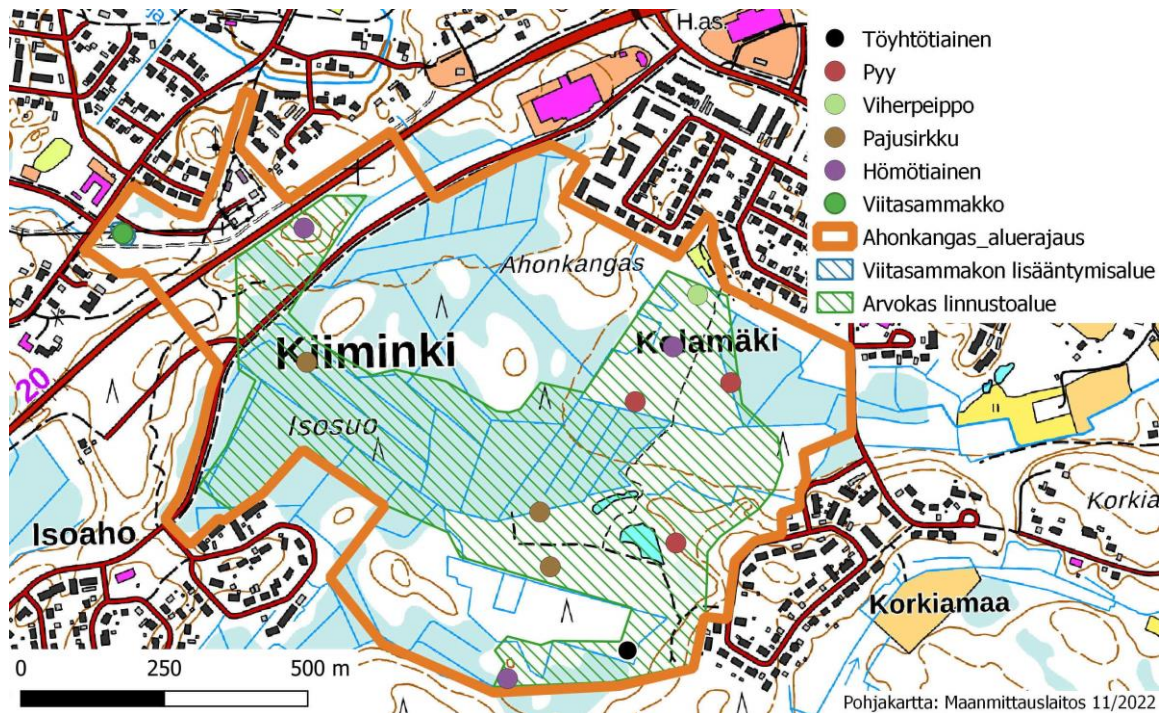 H.as.
Töyhtötiainen
Pyy
Viherpeippo
Pajusirkku
Hömötiainen
Viitasammakko
Ahonkangas_aluerajaus
Viitasammakon lisääntymisalue
Arvokas linnustoalue
Ahonkangas
Kiiminki
Kolamäki
20
Isosuo
Isoaho
Korkia
Korkiamaa
0 250 500 m
Pohjakartta: Maanmittauslaitos 11/2022